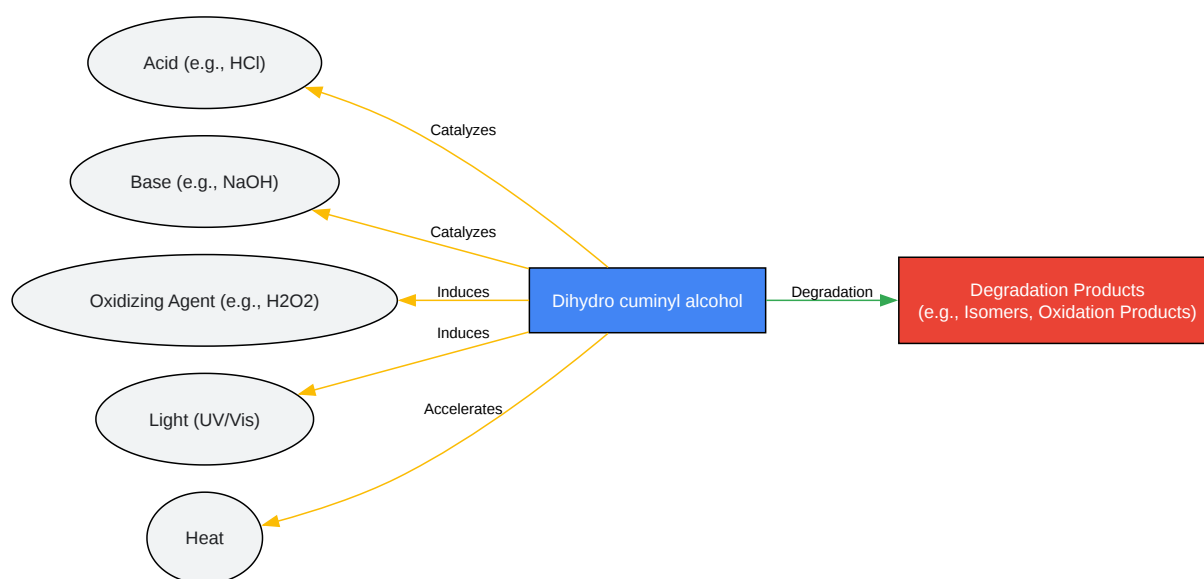 Acid (e.g., HCl)
Catalyzes
Base (e.g., NaOH)
Catalyzes
Oxidizing Agent (e.g., H2O2)
Induces
Dihydro cuminyl alcohol
Degradation
Degradation Products
(e.g., Isomers, Oxidation Products)
Induces
Light (UV/Vis)
Accelerates
Heat